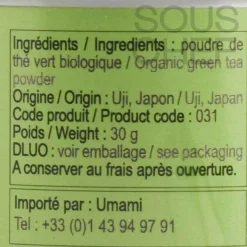 SOUS
Ingrédients / Ingredients : poudre de
thé vert biologique / Organic green tea
powder
Origine / Origin : Uji, Japon / Uji, Japan
Code produit / Product code : 031
Poids / Weight : 30 g
DLUO : voir emballage / see packaging
A conserver au frais après ouverture.
Importé par : Umami
Tel : +33 (0)1 43 94 97 91